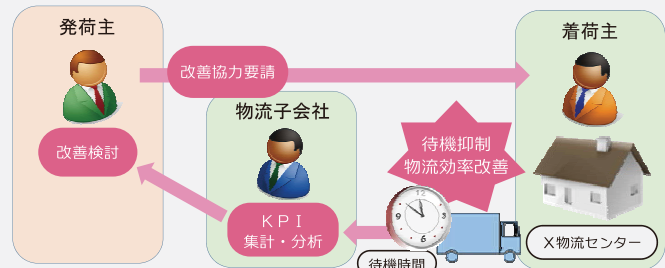 発荷主
着荷主
改善協力要請
物流子会社
待機抑制
物流効率改善
改善検討
12
KPI
集計・分析
X物流センター
待機時間